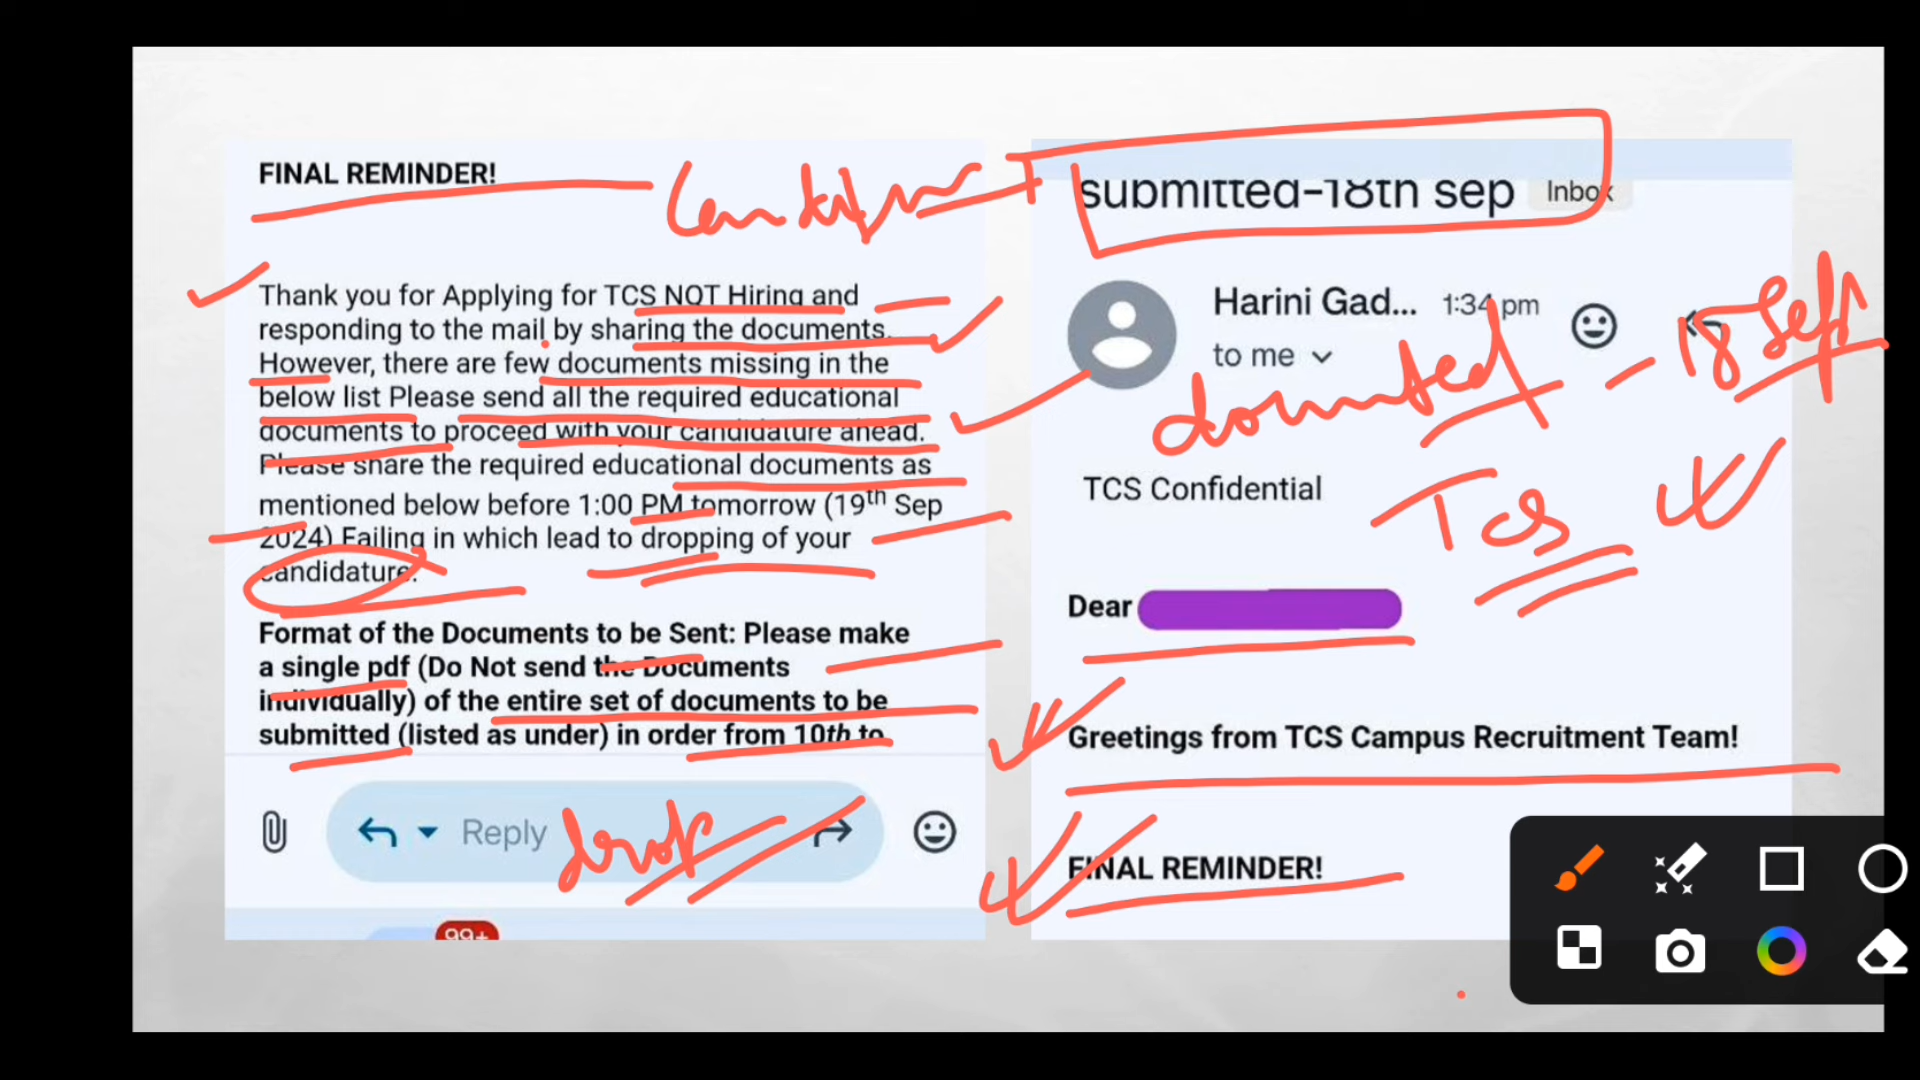 FINAL REMINDER!
Thank you for Applying for TCS NQT Hiring and
responding to the mail by sharing the documents.
However, there are few documents missing in the
below list Please send all the required educational
documents to proceed with your candidature ahead.
Please share the required educational documents as
mentioned below before 1:00 PM tomorrow (19th Sep
2024) Failing in which lead to dropping of your
candidature.
Format of the Documents to be Sent: Please make
a single pdf (Do Not send the Documents
individually) of the entire set of documents to be
submitted (listed as under) in order from 10th to
Reply
drop
99+
submitted-18th sep
Inbox
Harini Gad...
1:34 pm
to me
18 Sept
TCS
TCS Confidential
Dear
Greetings from TCS Campus Recruitment Team!
FINAL REMINDER!